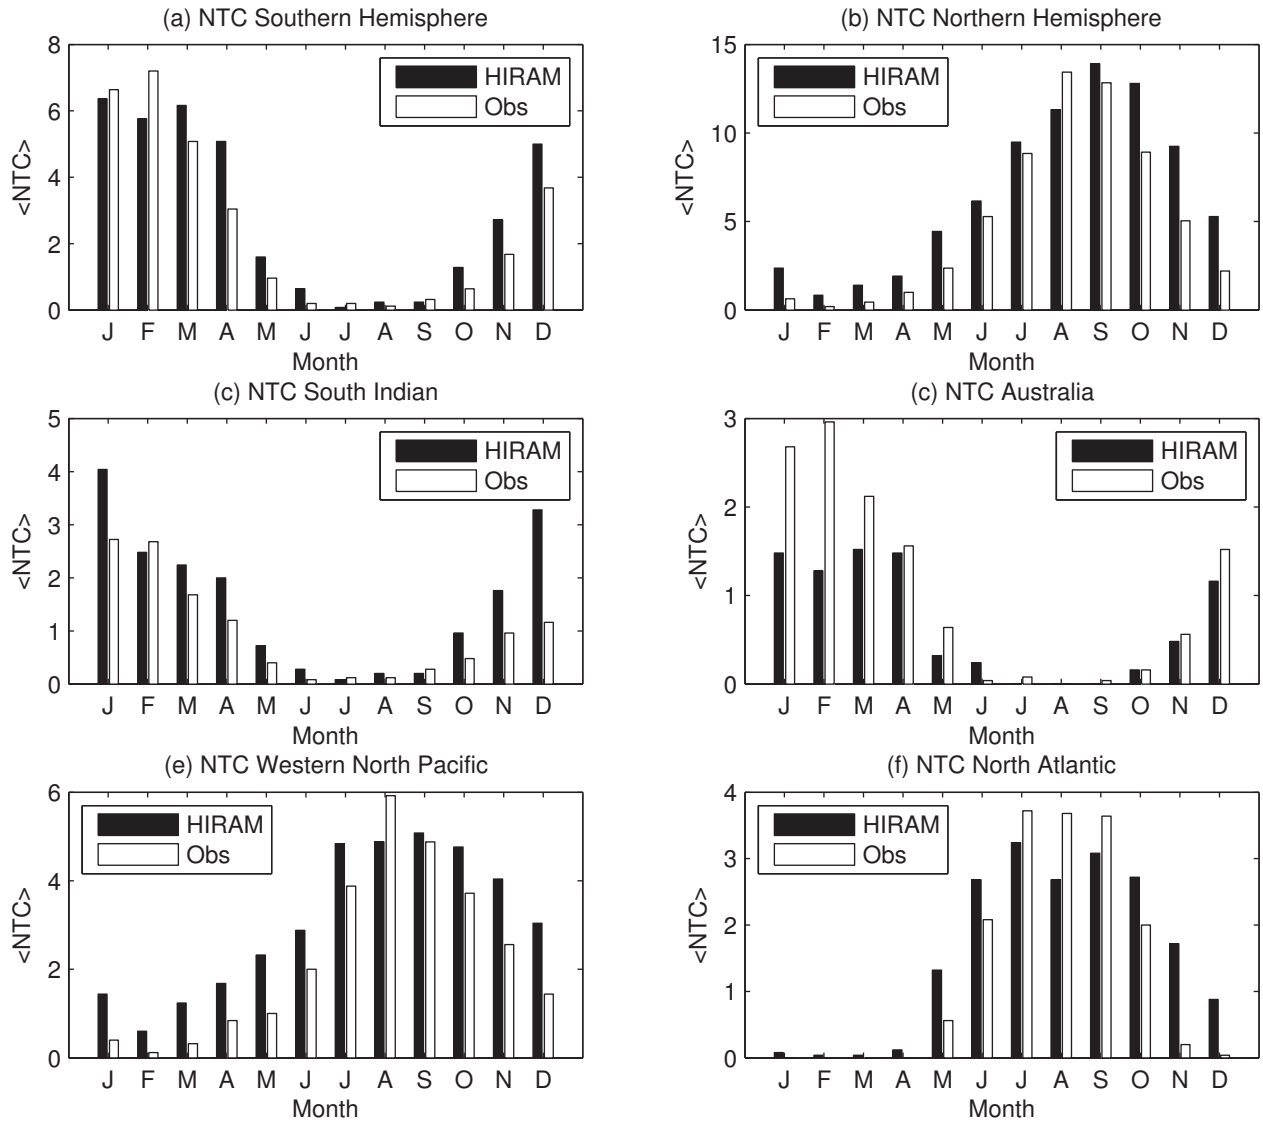 (a) NTC Southern Hemisphere
8
6
4
2
0
<NTC>
HIRAM
Obs
J F M A M J J A S O N D
Month
(b) NTC Northern Hemisphere
15
10
5
0
<NTC>
HIRAM
Obs
J F M A M J J A S O N D
Month
(c) NTC South Indian
5
4
3
2
1
0
<NTC>
HIRAM
Obs
J F M A M J J A S O N D
Month
(c) NTC Australia
3
2
1
0
<NTC>
HIRAM
Obs
J F M A M J J A S O N D
Month
(e) NTC Western North Pacific
6
4
2
0
<NTC>
HIRAM
Obs
J F M A M J J A S O N D
Month
(f) NTC North Atlantic
4
3
2
1
0
<NTC>
HIRAM
Obs
J F M A M J J A S O N D
Month